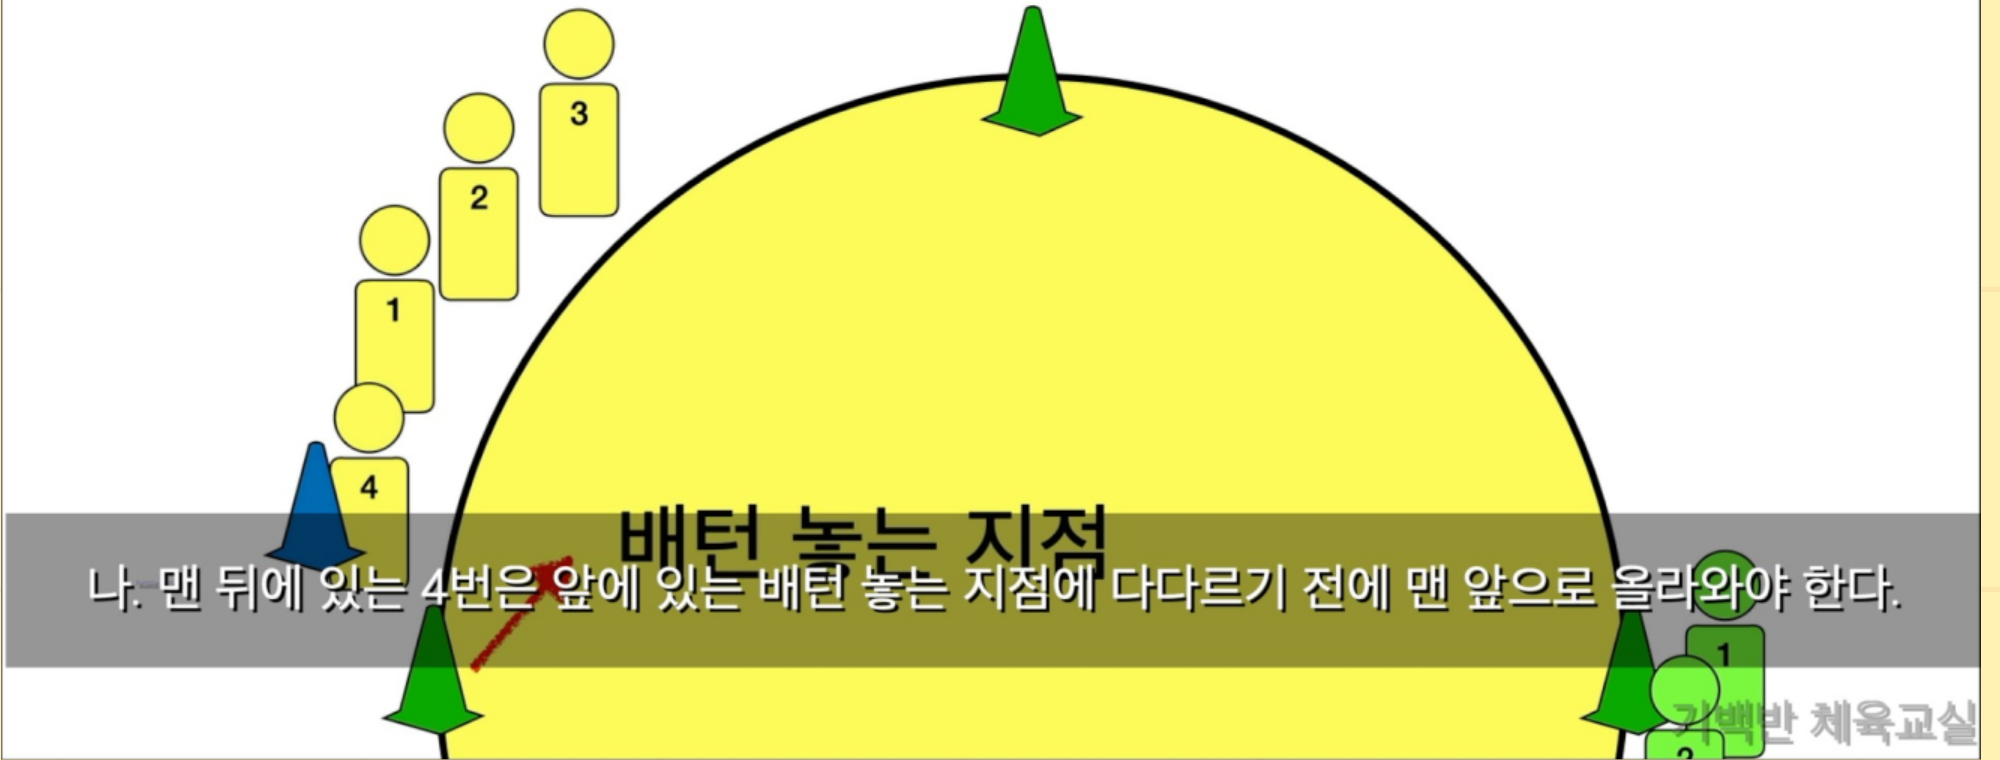 3
2
1
4
배턴 놓는 지점
나. 맨 뒤에 있는 4번은 앞에 있는 배턴 놓는 지점에 다다르기 전에 맨 앞으로 올라와야 한다.
1
기백반 체육교실
2